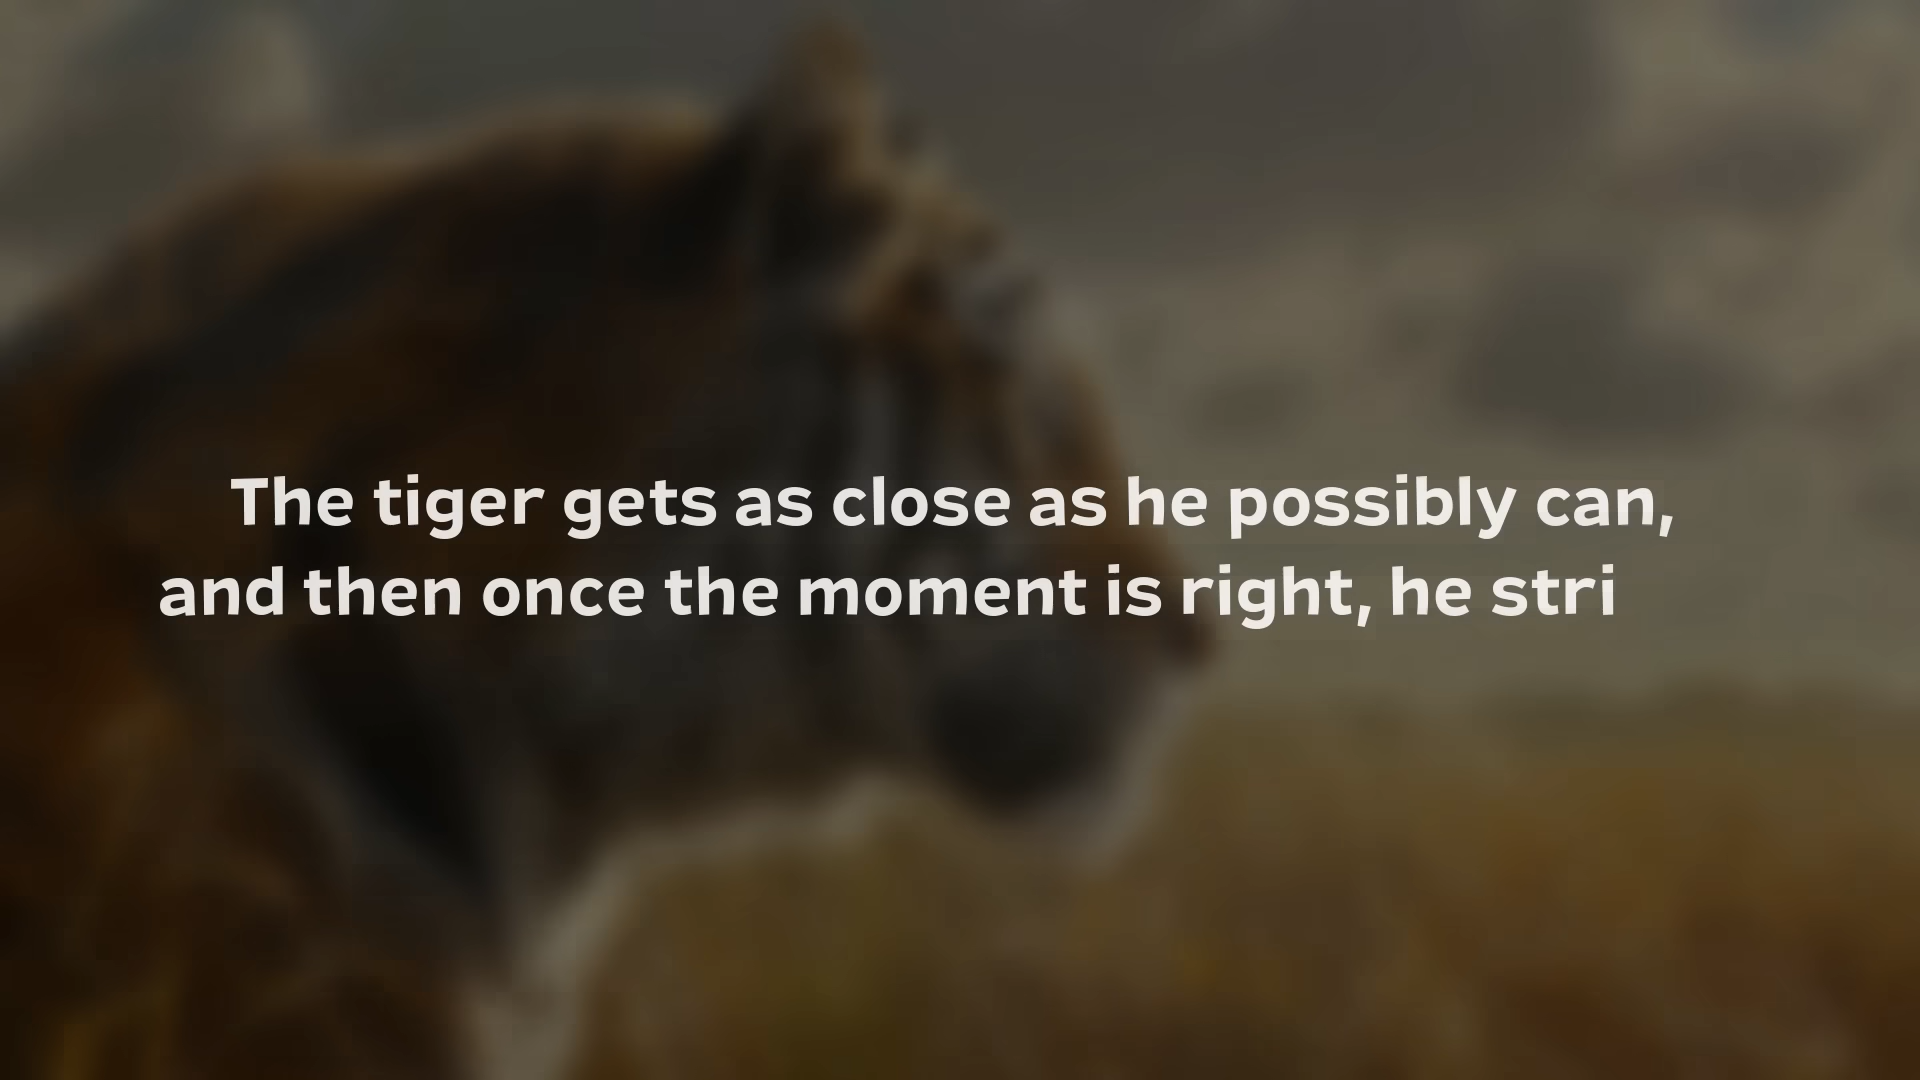 The tiger gets as close as he possibly can,
and then once the moment is right, he stri